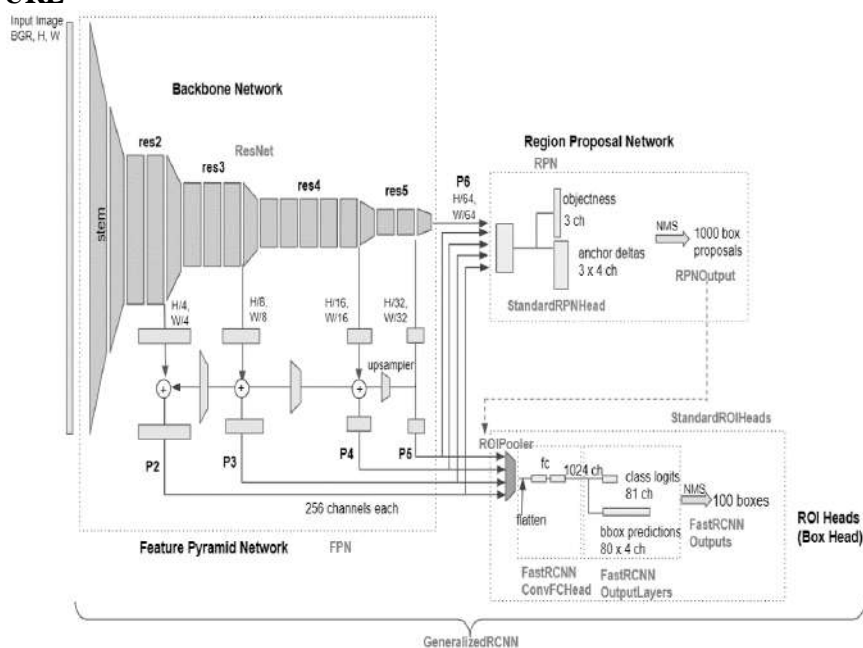 Input Image
BGR, H, W
Backbone Network
ResNet
stem
res2
res3
res4
res5
P6
H/64,
W/64
H/4,
W/4
H/8,
W/8
H/16,
W/16
H/32,
W/32
upsampler
P2
P3
P4
P5
256 channels each
Feature Pyramid Network FPN
Region Proposal Network
RPN
objectness
3 ch
anchor deltas
3 x 4 ch
NMS
1000 box
proposals
RPNOutput
StandardRPNHead
StandardROIHeads
ROIPooler
flatten
fc
1024 ch
class logits
81 ch
bbox predictions
80 x 4 ch
NMS
100 boxes
FastRCNN
Outputs
ROI Heads
(Box Head)
FastRCNN
ConvFCHead
FastRCNN
OutputLayers
GeneralizedRCNN